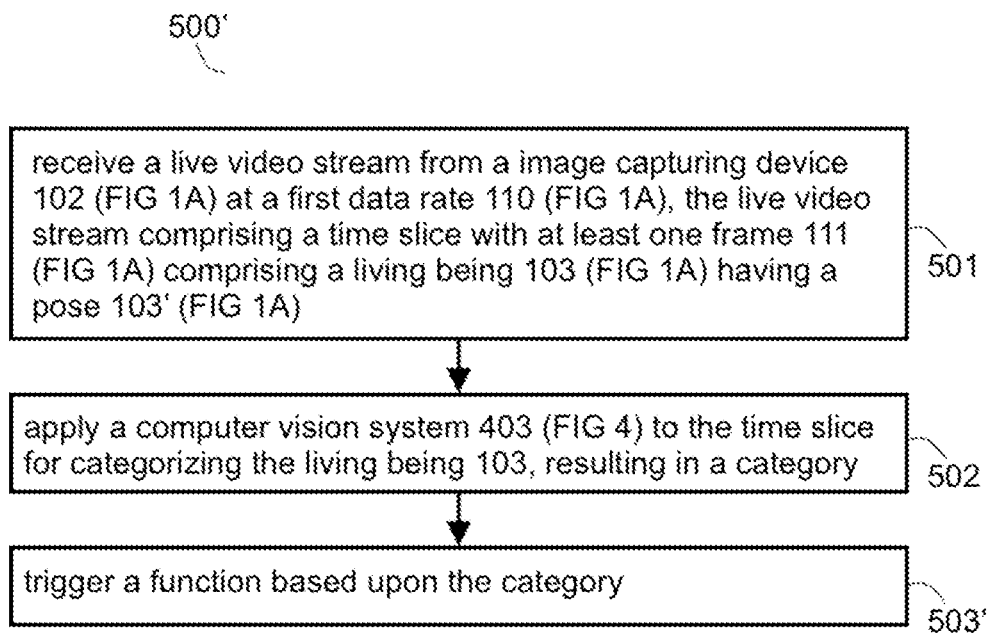 500'
receive a live video stream from a image capturing device
102 (FIG 1A) at a first data rate 110 (FIG 1A), the live video
stream comprising a time slice with at least one frame 111
(FIG 1A) comprising a living being 103 (FIG 1A) having a
pose 103' (FIG 1A)
501
apply a computer vision system 403 (FIG 4) to the time slice
for categorizing the living being 103, resulting in a category
502
trigger a function based upon the category
503'